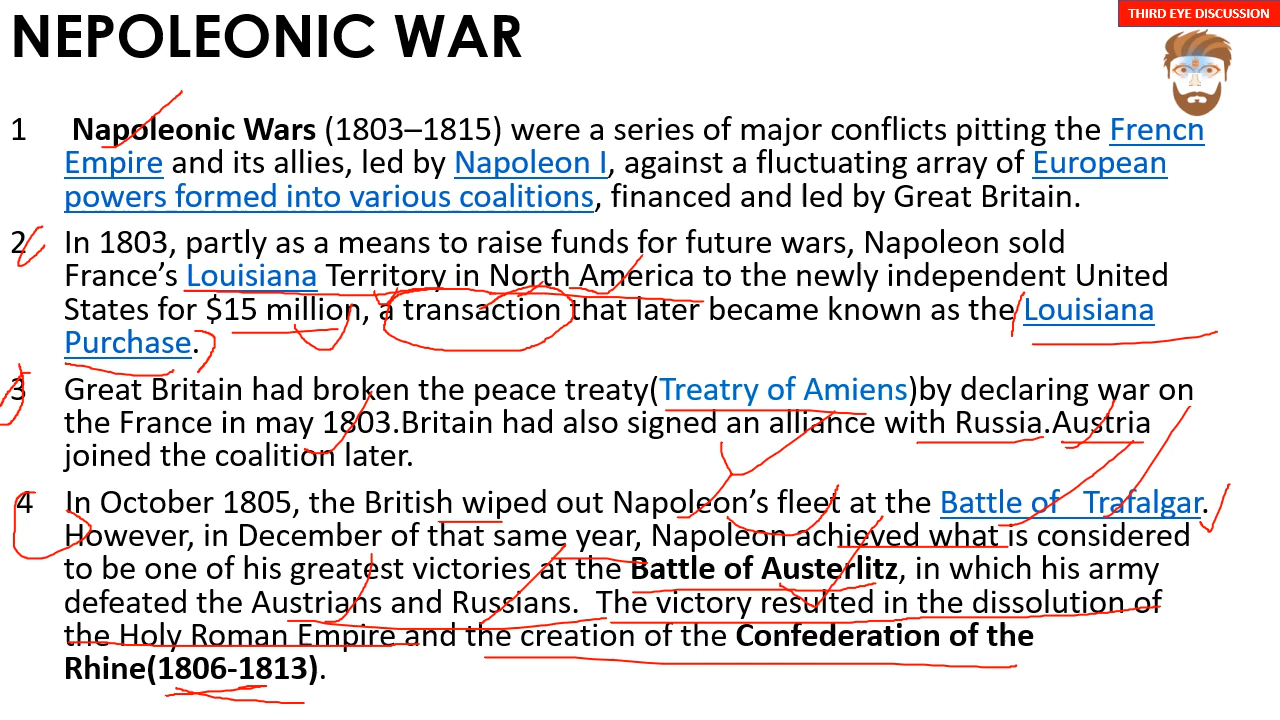 NEPOLEONIC WAR
THIRD EYE DISCUSSION
1 Napoleonic Wars (1803–1815) were a series of major conflicts pitting the French
Empire and its allies, led by Napoleon I, against a fluctuating array of European
powers formed into various coalitions, financed and led by Great Britain.
2 In 1803, partly as a means to raise funds for future wars, Napoleon sold
France’s Louisiana Territory in North America to the newly independent United
States for $15 million, a transaction that later became known as the Louisiana
Purchase.
3 Great Britain had broken the peace treaty(Treatry of Amiens)by declaring war on
the France in may 1803.Britain had also signed an alliance with Russia.Austria
joined the coalition later.
4 In October 1805, the British wiped out Napoleon’s fleet at the Battle of Trafalgar.
However, in December of that same year, Napoleon achieved what is considered
to be one of his greatest victories at the Battle of Austerlitz, in which his army
defeated the Austrians and Russians. The victory resulted in the dissolution of
the Holy Roman Empire and the creation of the Confederation of the
Rhine(1806-1813).